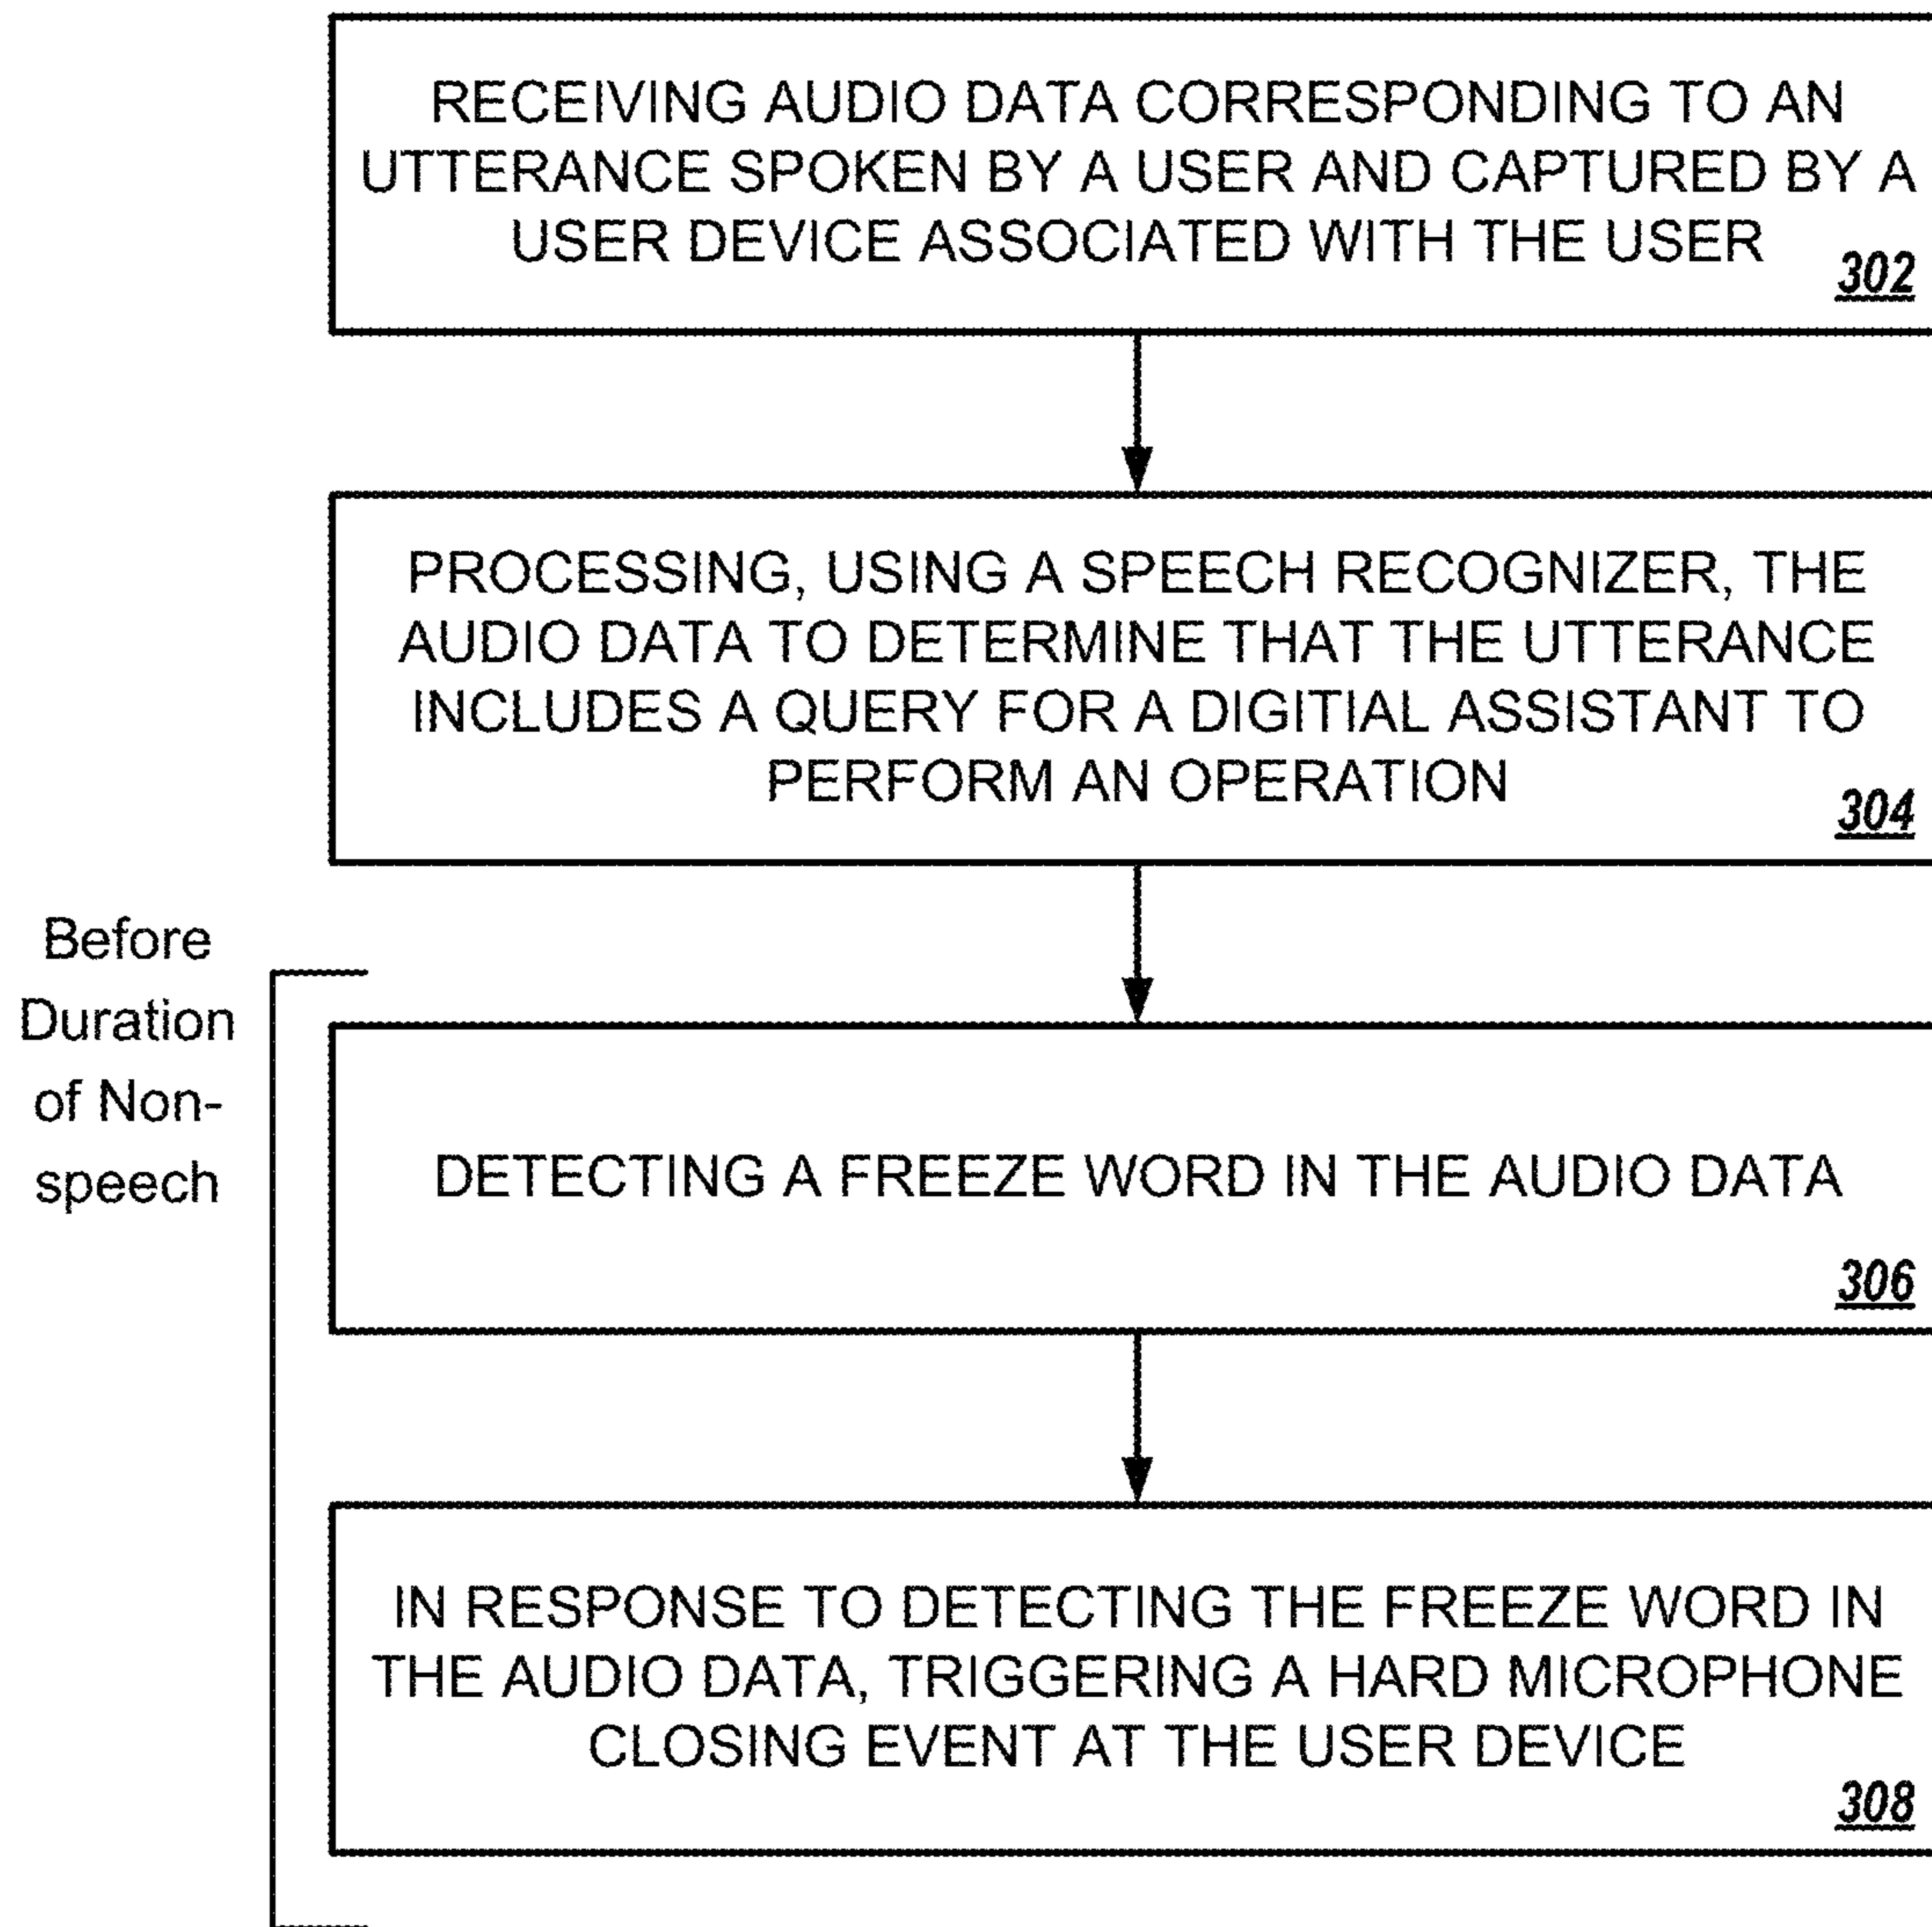 RECEIVING AUDIO DATA CORRESPONDING TO AN
UTTERANCE SPOKEN BY A USER AND CAPTURED BY A
USER DEVICE ASSOCIATED WITH THE USER
302
PROCESSING, USING A SPEECH RECOGNIZER, THE
AUDIO DATA TO DETERMINE THAT THE UTTERANCE
INCLUDES A QUERY FOR A DIGITIAL ASSISTANT TO
PERFORM AN OPERATION
304
Before
Duration
of Non-
speech
DETECTING A FREEZE WORD IN THE AUDIO DATA
306
IN RESPONSE TO DETECTING THE FREEZE WORD IN
THE AUDIO DATA, TRIGGERING A HARD MICROPHONE
CLOSING EVENT AT THE USER DEVICE
308